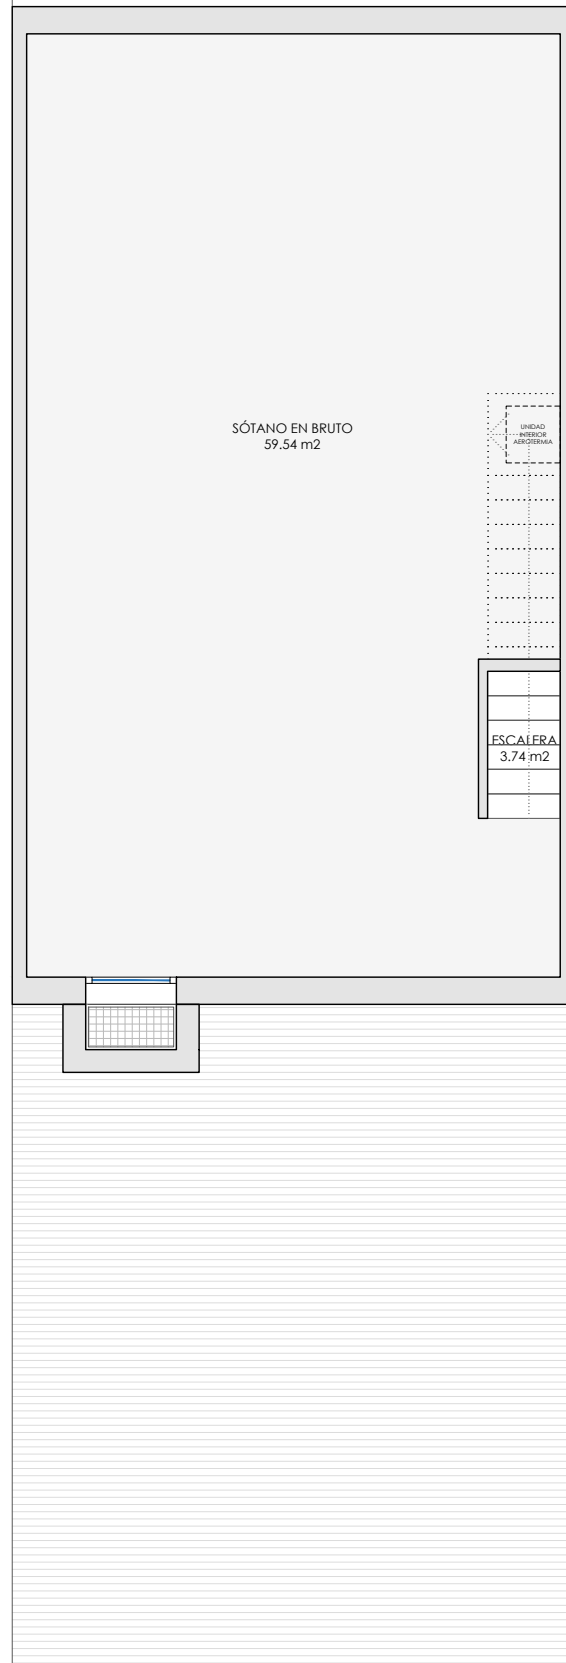 SÓTANO EN BRUTO
59.54 m2
UNIDAD
INTERIOR
AEROTERMIA
ESCALERA
3.74 m2